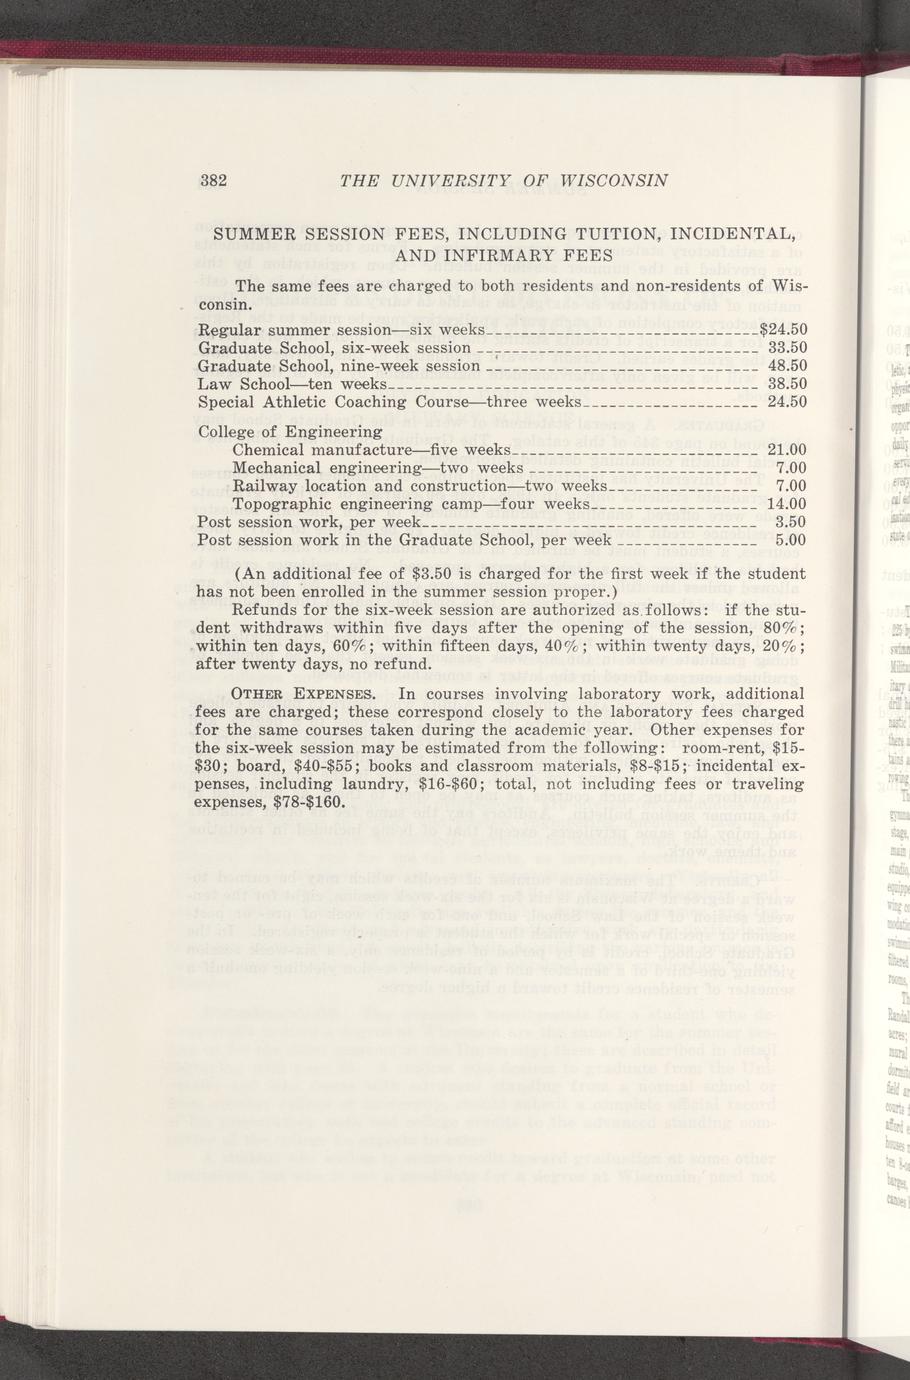 382 THE UNIVERSITY OF WISCONSIN
SUMMER SESSION FEES, INCLUDING TUITION, INCIDENTAL,
AND INFIRMARY FEES
The same fees are charged to both residents and non-residents of Wis-
consin.
Regular summer session—six weeks $24.50
Graduate School, six-week session 33.50
Graduate School, nine-week session 48.50
Law School—ten weeks 38.50
Special Athletic Coaching Course—three weeks 24.50
College of Engineering
Chemical manufacture—five weeks 21.00
Mechanical engineering—two weeks 7.00
Railway location and construction—two weeks 7.00
Topographic engineering camp—four weeks 14.00
Post session work, per week 3.50
Post session work in the Graduate School, per week 5.00
(An additional fee of $3.50 is charged for the first week if the student
has not been enrolled in the summer session proper.)
Refunds for the six-week session are authorized as follows: if the stu-
dent withdraws within five days after the opening of the session, 80%;
within ten days, 60%; within fifteen days, 40%; within twenty days, 20%;
after twenty days, no refund.
OTHER EXPENSES. In courses involving laboratory work, additional
fees are charged; these correspond closely to the laboratory fees charged
for the same courses taken during the academic year. Other expenses for
the six-week session may be estimated from the following: room-rent, $15-
$30; board, $40-$55; books and classroom materials, $8-$15; incidental ex-
penses, including laundry, $16-$60; total, not including fees or traveling
expenses, $78-$160.